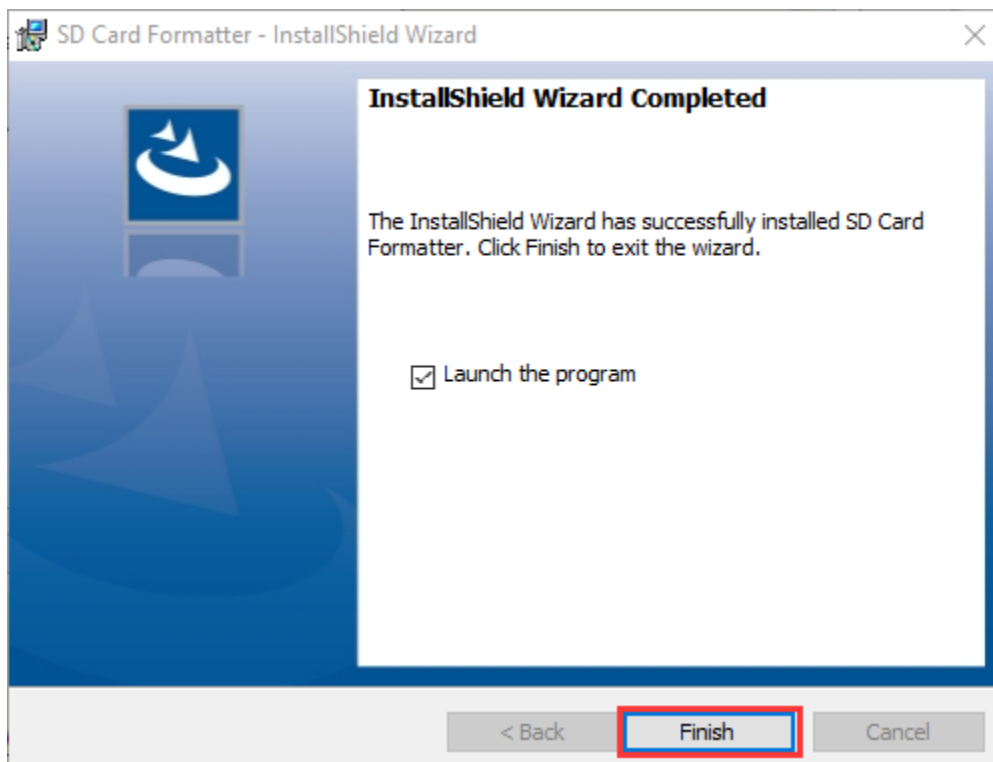 SD Card Formatter - InstallShield Wizard
InstallShield Wizard Completed
The InstallShield Wizard has successfully installed SD Card
Formatter. Click Finish to exit the wizard.
Launch the program
< Back Finish Cancel